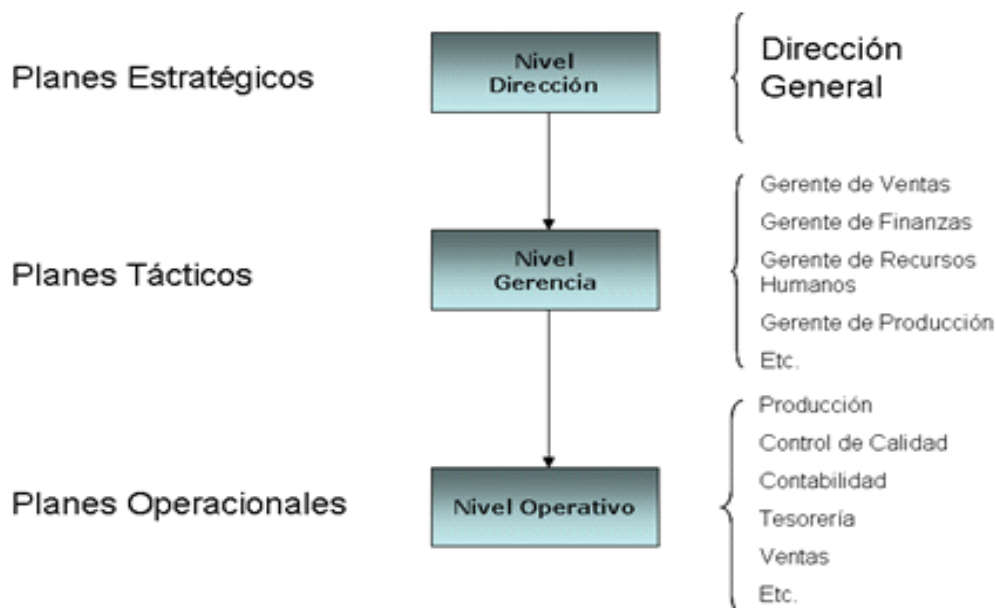 Planes Estratégicos
Nivel
Dirección
Dirección
General
Planes Tácticos
Nivel
Gerencia
Gerente de Ventas
Gerente de Finanzas
Gerente de Recursos
Humanos
Gerente de Producción
Etc.
Planes Operacionales
Nivel Operativo
Producción
Control de Calidad
Contabilidad
Tesorería
Ventas
Etc.